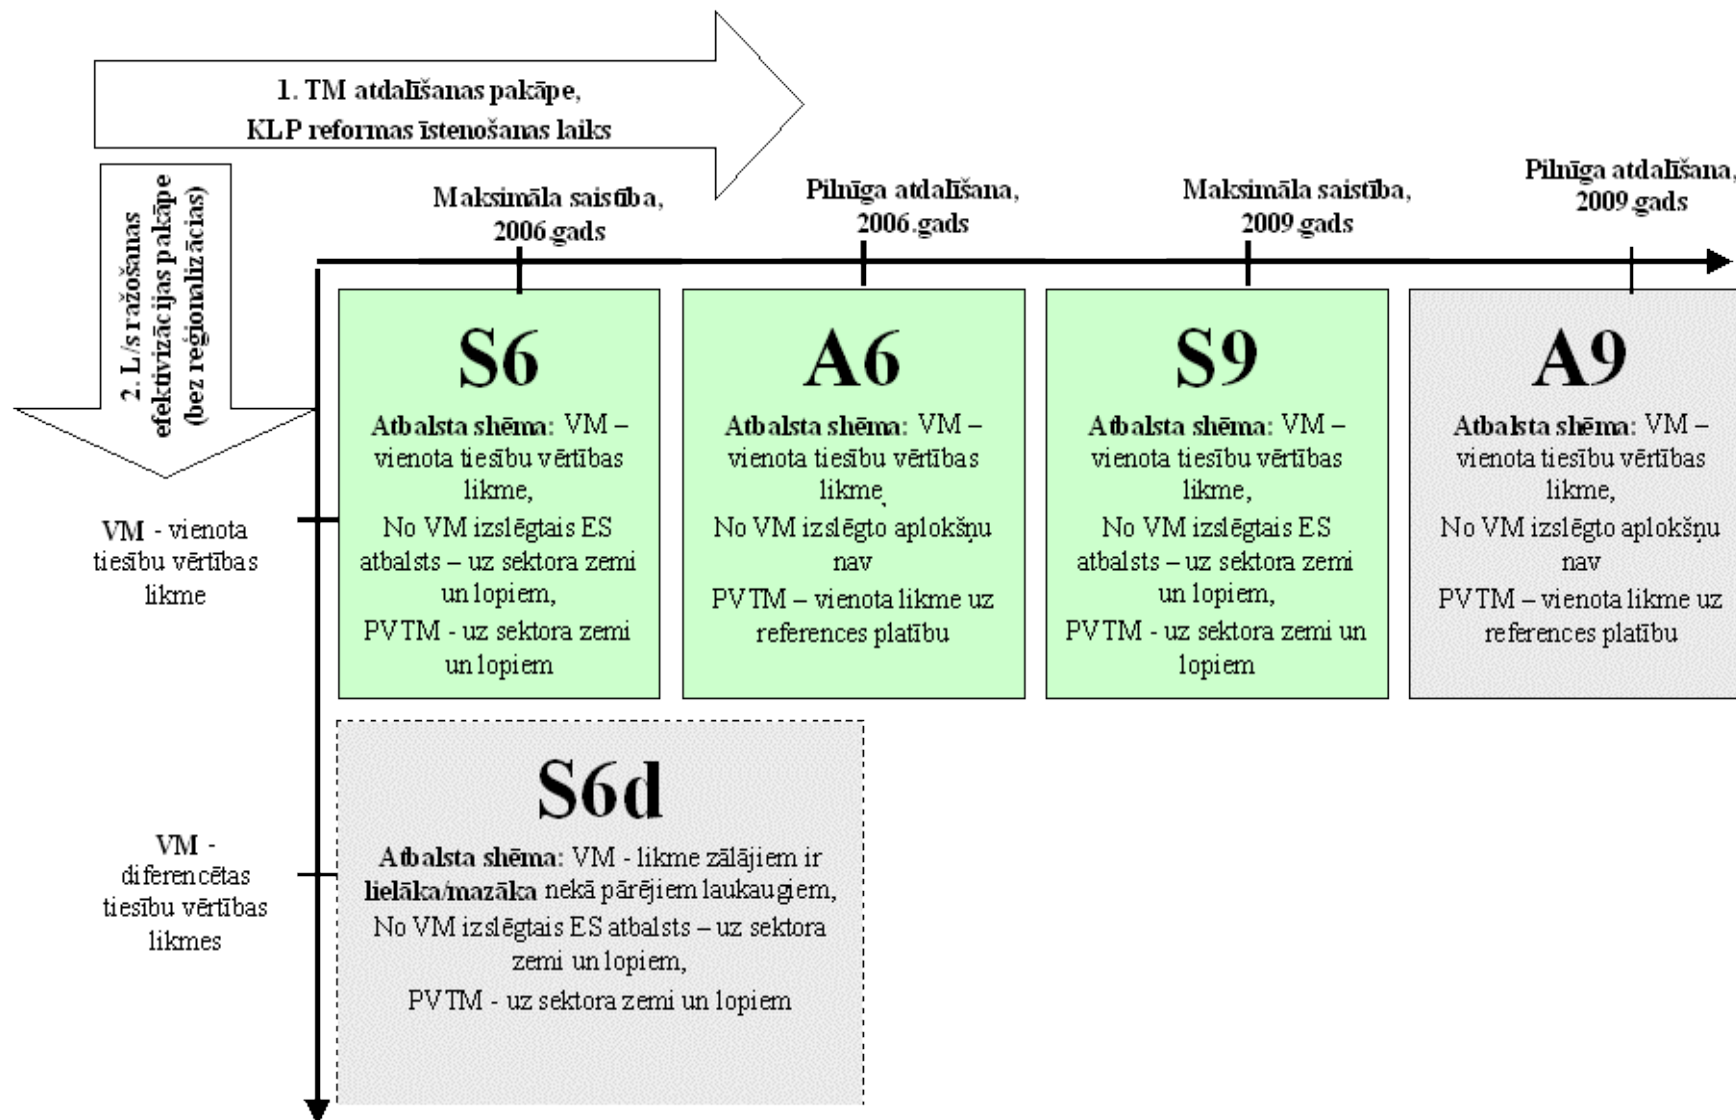 1. TM atdalīšanas pakāpe,
KLP reformas īstenošanas laiks
2. L/s ražošanas
efektivizācijas pakāpe
(bez reģionalizācias)
Maksimāla saistība,
2006.gads
Pilnīga atdalīšana,
2006.gads
Maksimāla saistība,
2009.gads
Pilnīga atdalīšana,
2009.gads
VM - vienota
tiesību vērtības
likme
S6
Atbalsta shēma: VM –
vienota tiesību vērtības
likme,
No VM izslēgtais ES
atbalsts – uz sektora zemi
un lopiem,
PVTM - uz sektora zemi
un lopiem
A6
Atbalsta shēma: VM –
vienota tiesību vērtības
likme,
No VM izslēgto aplokšņu
nav
PVTM – vienota likme uz
references platību
S9
Atbalsta shēma: VM –
vienota tiesību vērtības
likme,
No VM izslēgtais ES
atbalsts – uz sektora zemi
un lopiem,
PVTM - uz sektora zemi un
lopiem
A9
Atbalsta shēma: VM –
vienota tiesību vērtības
likme,
No VM izslēgto aplokšņu
nav
PVTM – vienota likme uz
references platību
VM -
diferencētas
tiesību vērtības
likmes
S6d
Atbalsta shēma: VM - likme zālājiem ir
lielāka/mazāka nekā pārējiem laukaugiem,
No VM izslēgtais ES atbalsts – uz sektora
zemi un lopiem,
PVTM - uz sektora zemi un lopiem